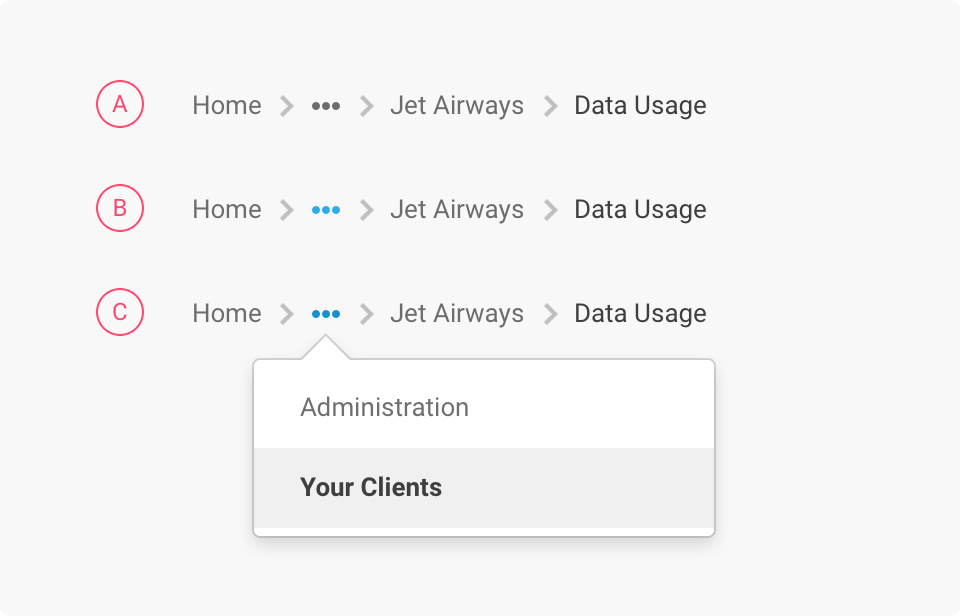 A Home > ••• > Jet Airways > Data Usage
B Home > ••• > Jet Airways > Data Usage
C Home > ••• > Jet Airways > Data Usage
Administration
Your Clients